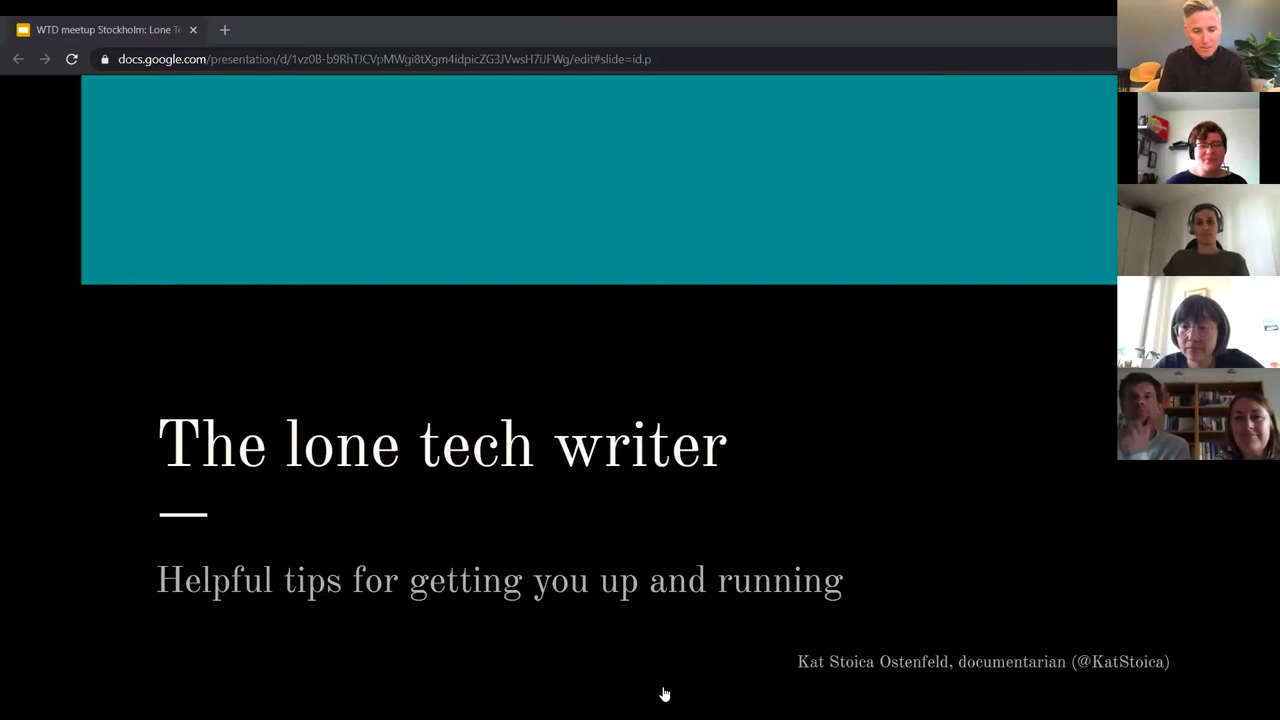 WTD meetup Stockholm: Lone Te
docs.google.com/presentation/d/1vz0B-b9RhTJCVpMWgi8tXgm4idpicZG3JVwsH7iJFWg/edit#slide=id.p
The lone tech writer
Helpful tips for getting you up and running
Kat Stoica Ostenfeld, documentarian (@KatStoica)